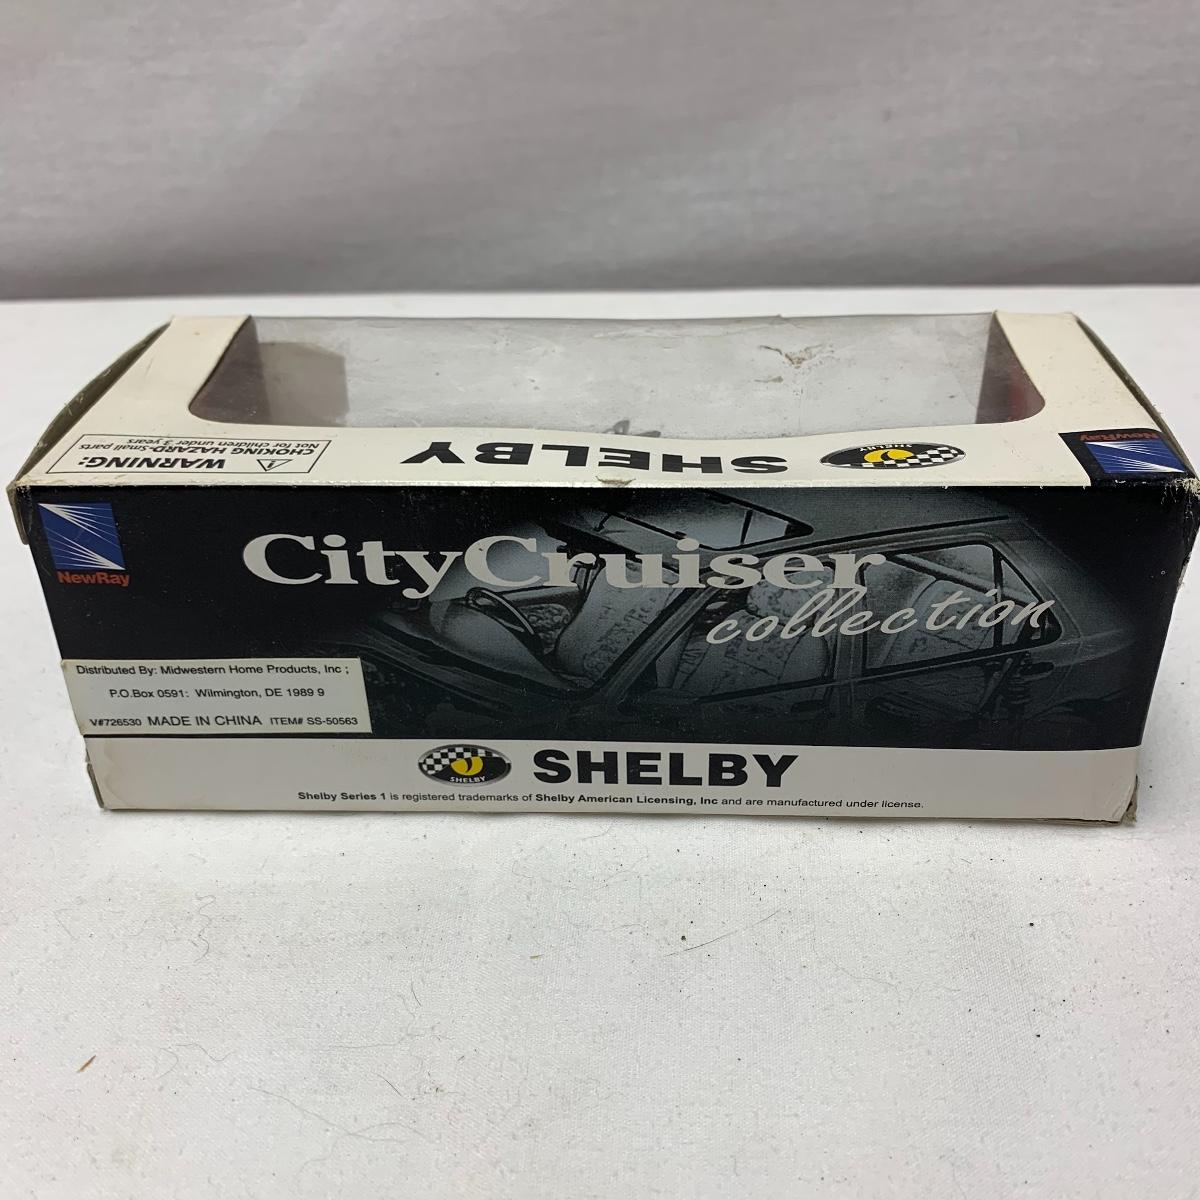 WARNING:
CHOKING HAZARD-Small parts
Not for children under 3 years
SHELBY
SHELBY
NewRay
NewRay
CityCruiser
collection
Distributed By: Midwestern Home Products, Inc ;
P.O.Box 0591: Wilmington, DE 1989 9
V#726530 MADE IN CHINA ITEM# SS-50563
SHELBY
SHELBY
Shelby Series 1 is registered trademarks of Shelby American Licensing, Inc and are manufactured under license.